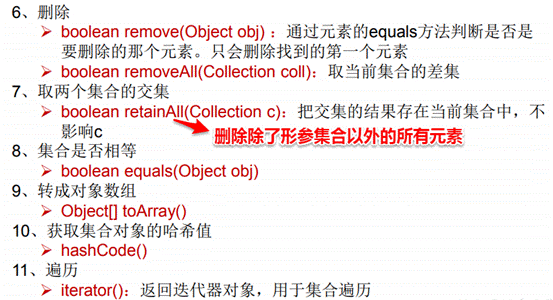 6、删除
➢ boolean remove(Object obj) ：通过元素的equals方法判断是否是
要删除的那个元素。只会删除找到的第一个元素
➢ boolean removeAll(Collection coll)：取当前集合的差集
7、取两个集合的交集
➢ boolean retainAll(Collection c)：把交集的结果存在当前集合中，不
影响c
删除除了形参集合以外的所有元素
8、集合是否相等
➢ boolean equals(Object obj)
9、转成对象数组
➢ Object[] toArray()
10、获取集合对象的哈希值
➢ hashCode()
11、遍历
➢ iterator()：返回迭代器对象，用于集合遍历